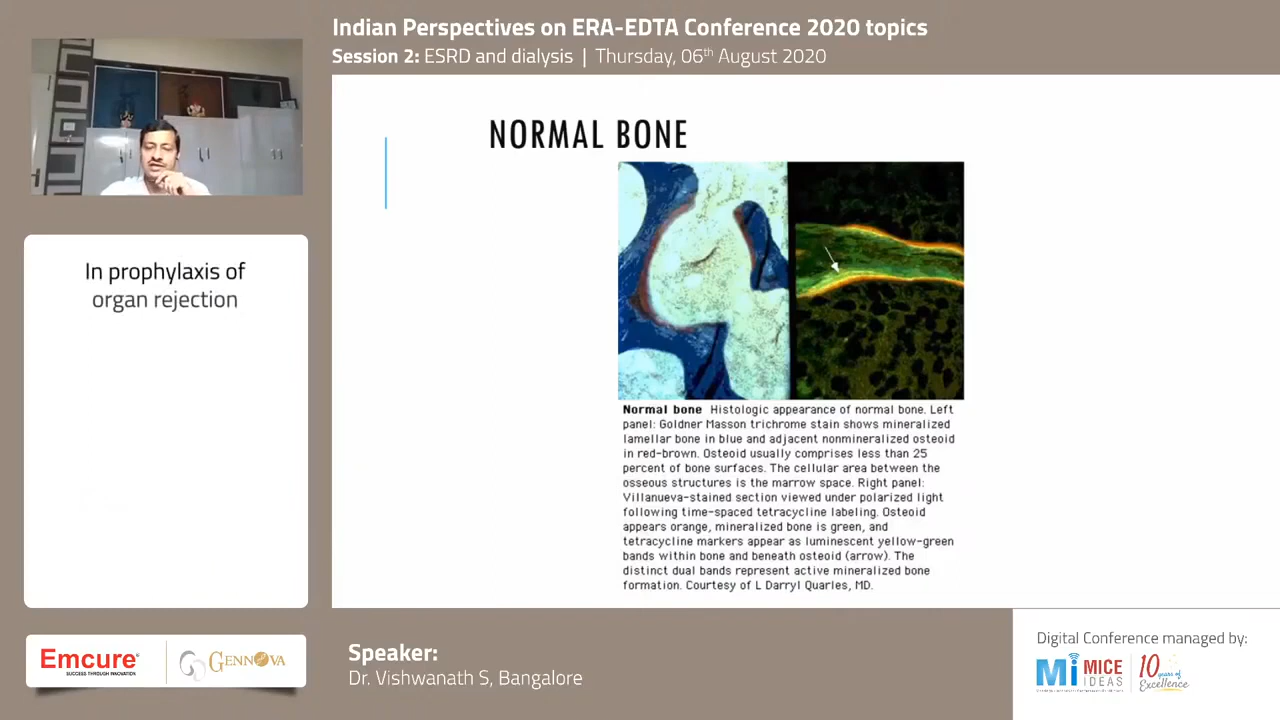 Indian Perspectives on ERA-EDTA Conference 2020 topics
Session 2: ESRD and dialysis | Thursday, 06th August 2020
NORMAL BONE
In prophylaxis of
organ rejection
Normal bone Histologic appearance of normal bone. Left
panel: Goldner Masson trichrome stain shows mineralized
lamellar bone in blue and adjacent nonmineralized osteoid
in red-brown. Osteoid usually comprises less than 25
percent of bone surfaces. The cellular area between the
osseous structures is the marrow space. Right panel:
Villanueva-stained section viewed under polarized light
following time-spaced tetracycline labeling. Osteoid
appears orange, mineralized bone is green, and
tetracycline markers appear as luminescent yellow-green
bands within bone and beneath osteoid (arrow). The
distinct dual bands represent active mineralized bone
formation. Courtesy of L Darryl Quarles, MD.
Emcure®
SUCCESS THROUGH INNOVATION
GENNOVA
Speaker:
Dr. Vishwanath S, Bangalore
Digital Conference managed by:
Mi MICE
IDEAS
10 years of
Excellence